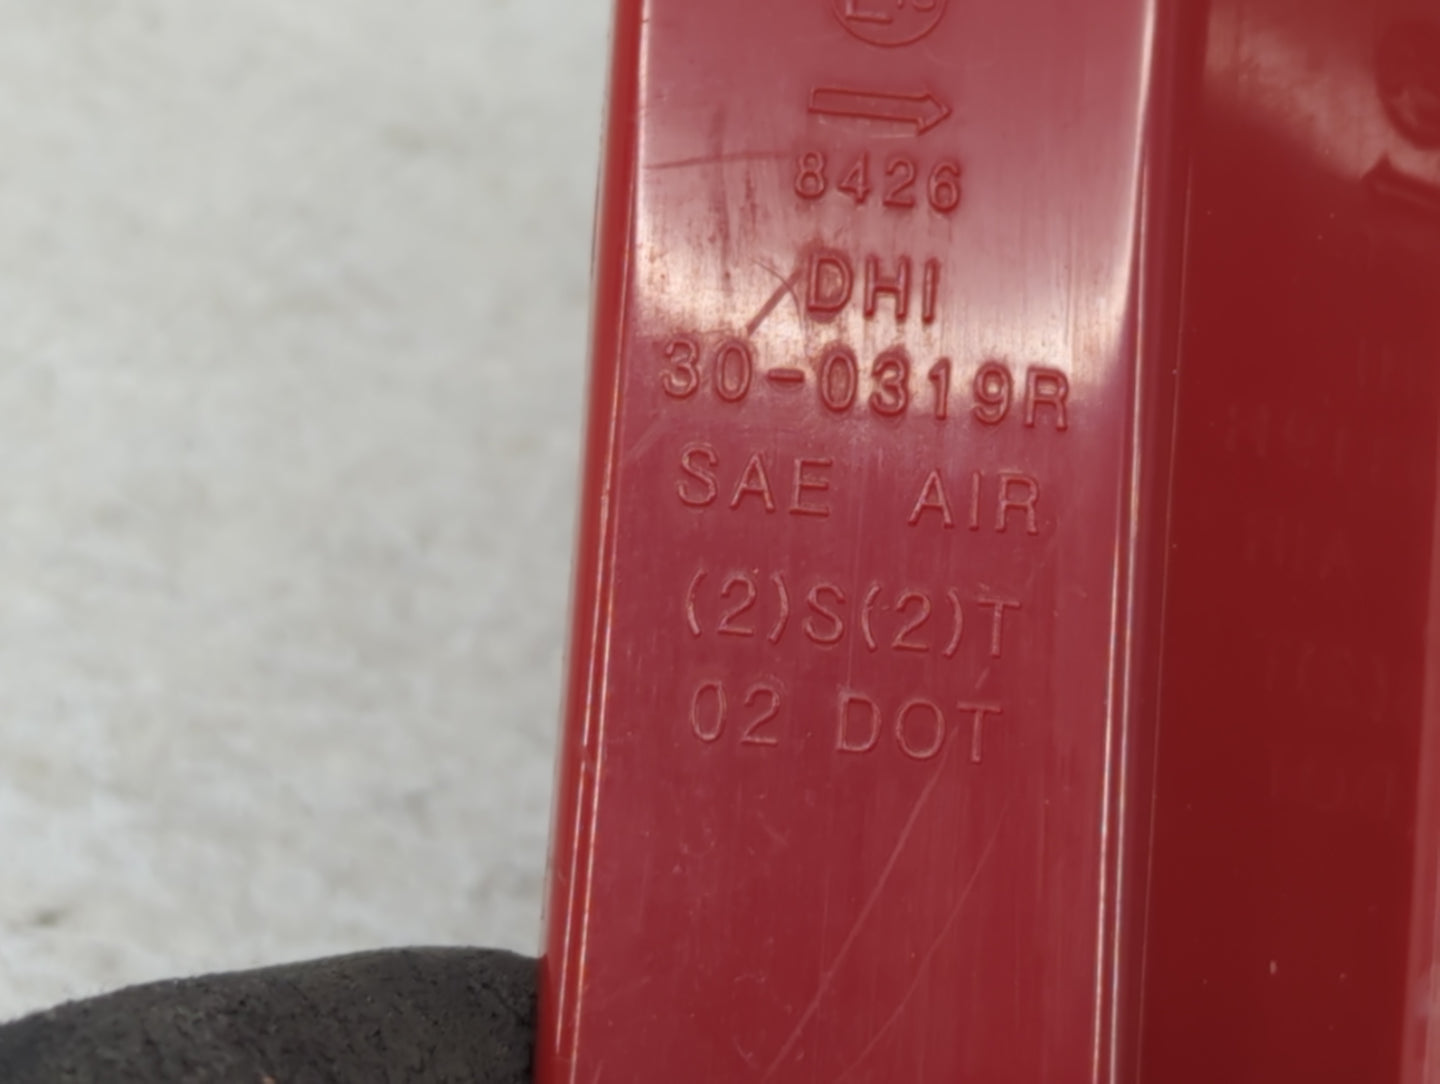 8426
DHI
30-0319R
SAE AIR
(2)S(2)T
02 DOT